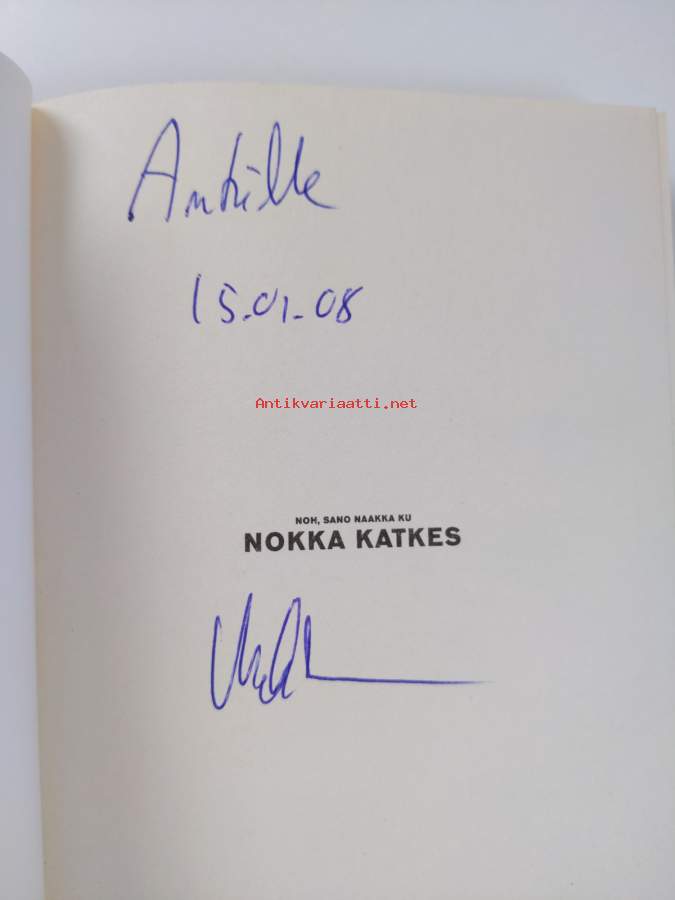 Antille
15.01.08
Antikvariaatti.net
NOH, SANO NAAKKA KU
NOKKA KATKES